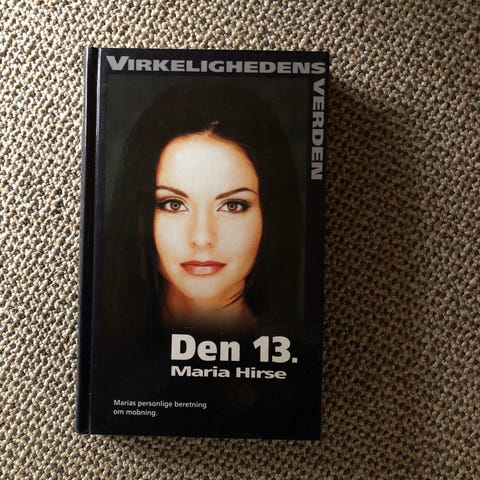 VIRKELIGHEDENS
VERDEN
Den 13.
Maria Hirse
Marias personlige beretning
om mobning.